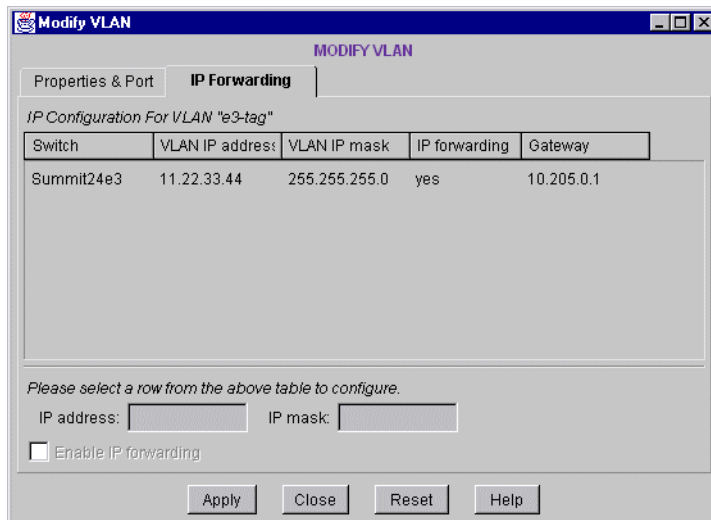 Modify VLAN
MODIFY VLAN
Properties & Port IP Forwarding
IP Configuration For VLAN "e3-tag"
Switch VLAN IP address VLAN IP mask IP forwarding Gateway
Summit24e3 11.22.33.44 255.255.255.0 yes 10.205.0.1
Please select a row from the above table to configure.
IP address: IP mask:
Enable IP forwarding
Apply Close Reset Help